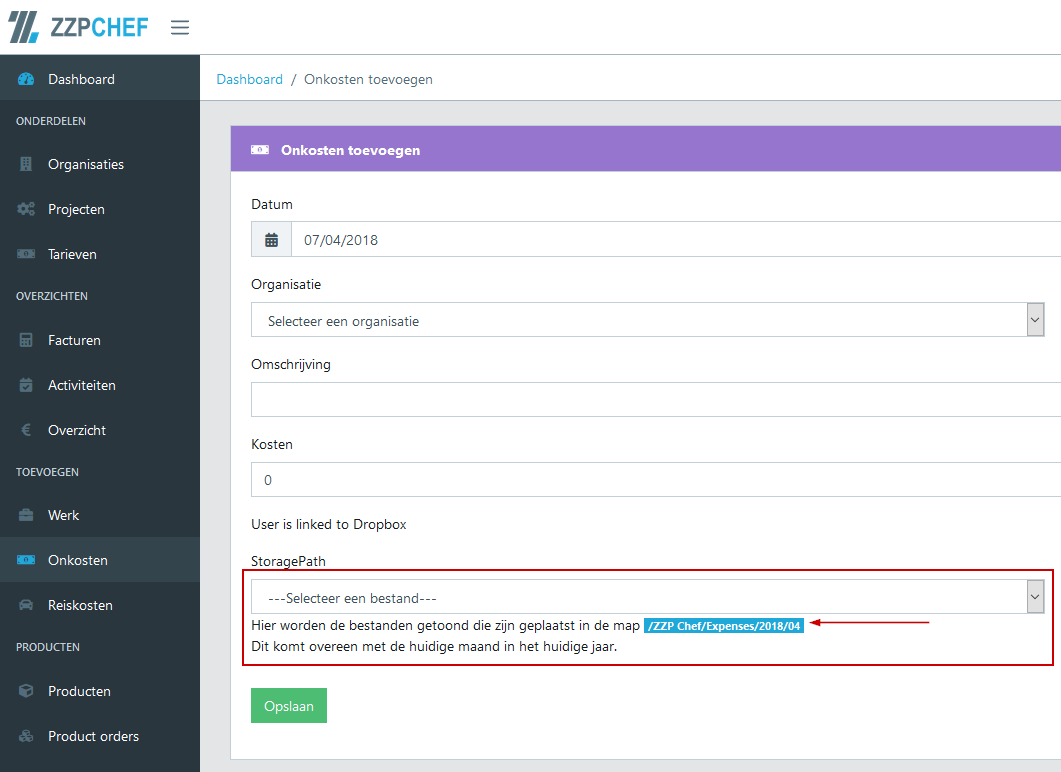 ZZPCHEF
Dashboard
ONDERDELEN
Organisaties
Projecten
Tarieven
OVERZICHTEN
Facturen
Activiteiten
Overzicht
TOEVOEGEN
Werk
Onkosten
Reiskosten
PRODUCTEN
Producten
Product orders
Dashboard / Onkosten toevoegen
Onkosten toevoegen
Datum
07/04/2018
Organisatie
Selecteer een organisatie
Omschrijving
Kosten
0
User is linked to Dropbox
StoragePath
---Selecteer een bestand---
Hier worden de bestanden getoond die zijn geplaatst in de map /ZZP Chef/Expenses/2018/04
Dit komt overeen met de huidige maand in het huidige jaar.
Opslaan